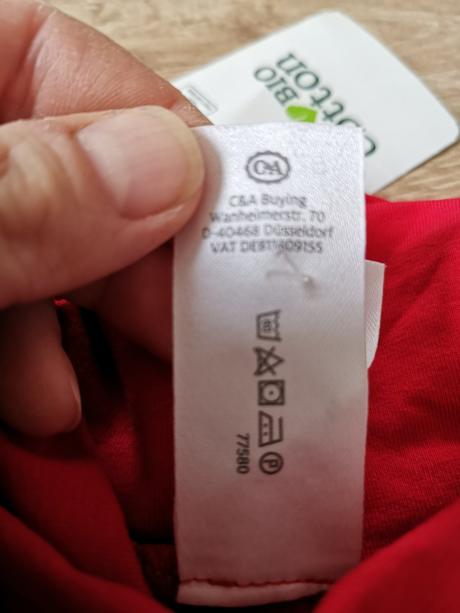 BIO
cotton
C&A
C&A Buying
Wanheimerstr. 70
D-40468 Düsseldorf
VAT DE811809155
P
77580